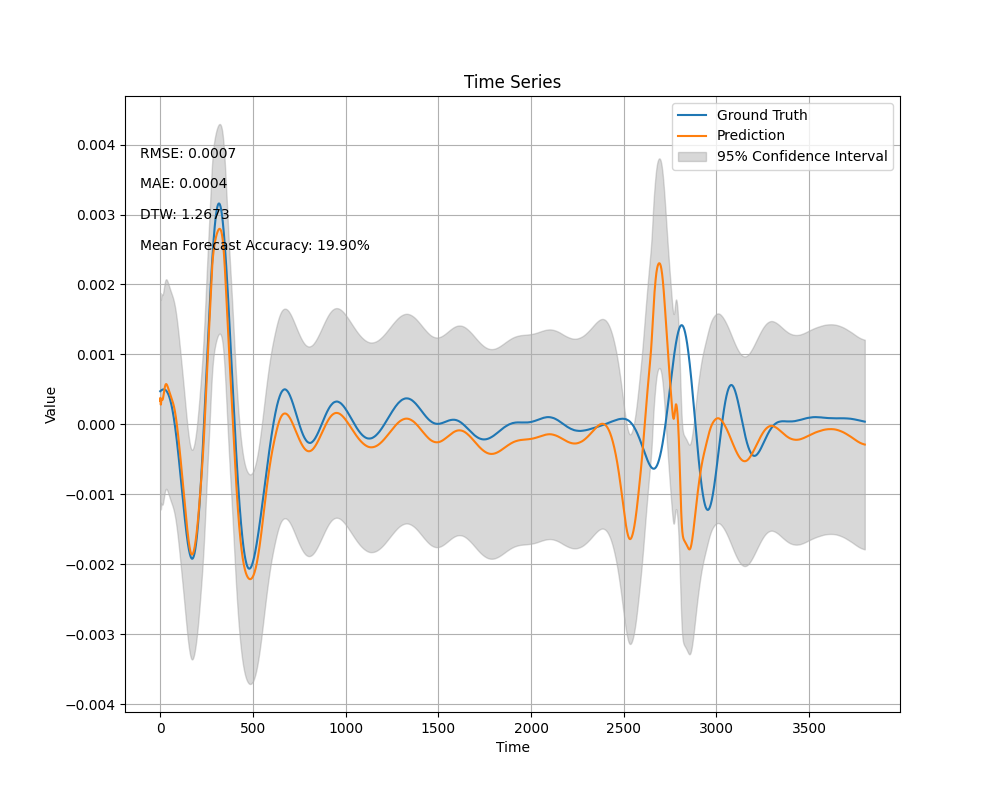 Time Series
Ground Truth
Prediction
95% Confidence Interval
RMSE: 0.0007
MAE: 0.0004
DTW: 1.2673
Mean Forecast Accuracy: 19.90%
0.004
0.003
0.002
0.001
0.000
−0.001
−0.002
−0.003
−0.004
Value
0 500 1000 1500 2000 2500 3000 3500
Time